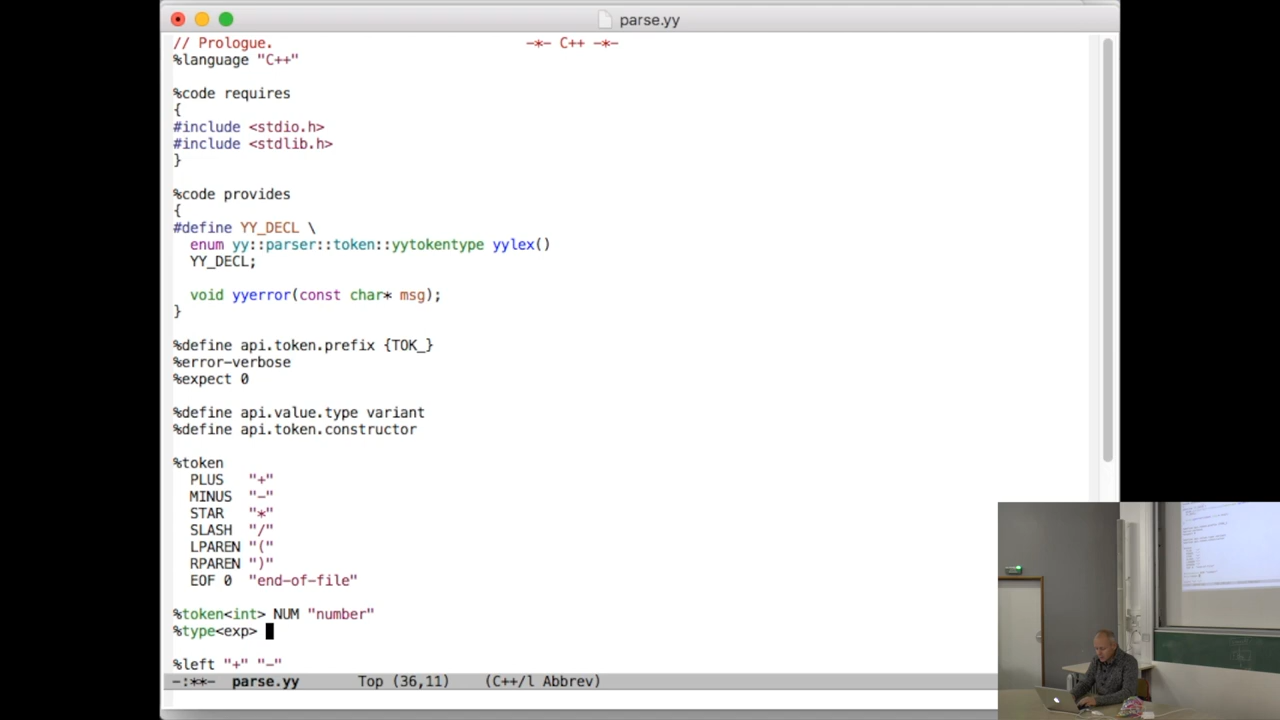 parse.yy
// Prologue. -*- C++ -*-
%language "C++"
%code requires
{
#include <stdio.h>
#include <stdlib.h>
}
%code provides
{
#define YY_DECL \
enum yy::parser::token::yytokentype yylex()
YY_DECL;
void yyerror(const char* msg);
}
%define api.token.prefix {TOK_}
%error-verbose
%expect 0
%define api.value.type variant
%define api.token.constructor
%token
PLUS "+"
MINUS "-"
STAR "*"
SLASH "/"
LPAREN "("
RPAREN ")"
EOF 0 "end-of-file"
%token<int> NUM "number"
%type<exp>
%left "+" "-"
-:**- parse.yy Top (36,11) (C++/l Abbrev)